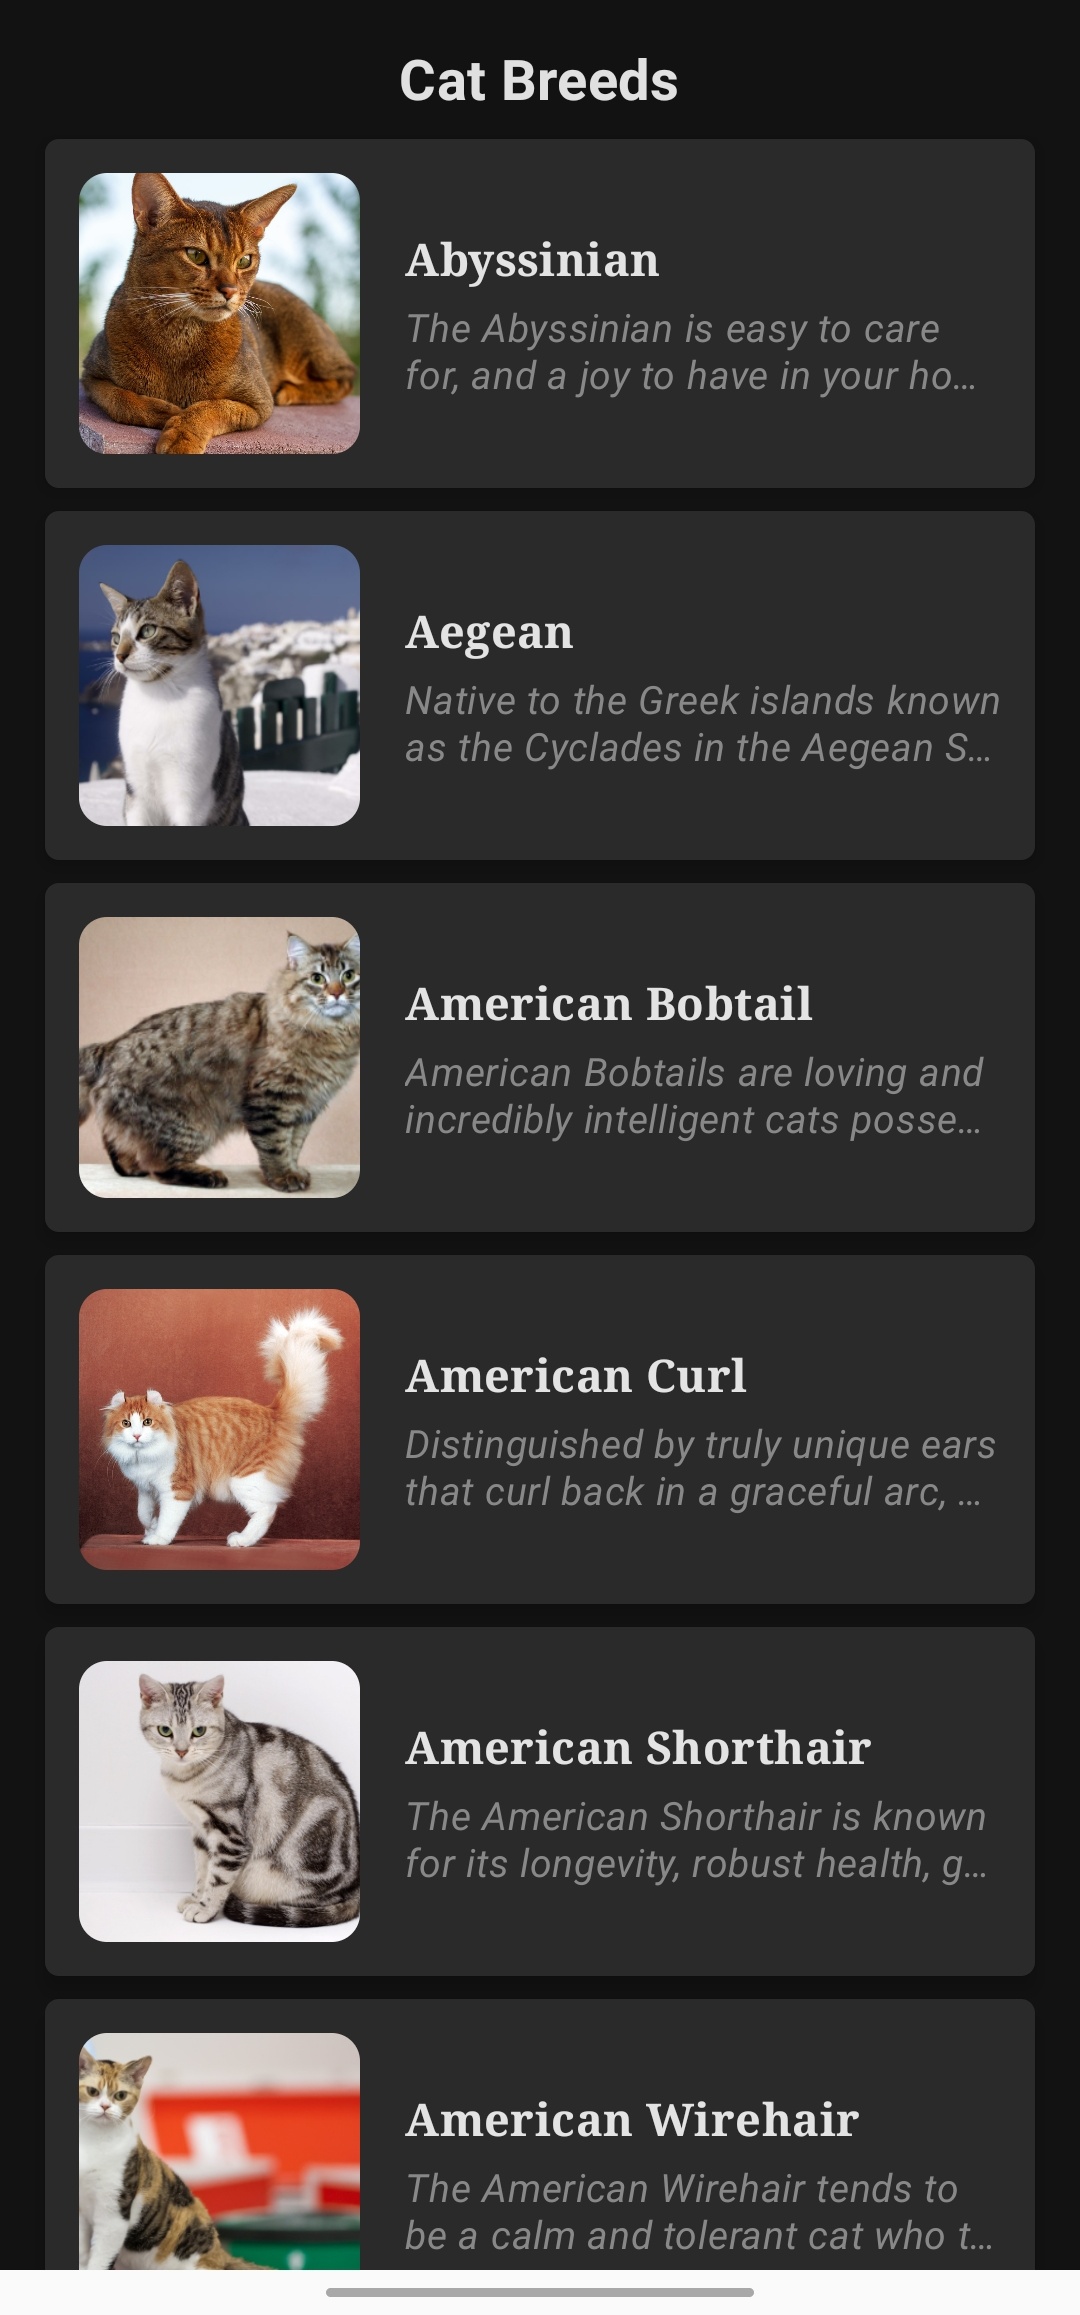 Cat Breeds
Abyssinian
The Abyssinian is easy to care
for, and a joy to have in your ho…
Aegean
Native to the Greek islands known
as the Cyclades in the Aegean S…
American Bobtail
American Bobtails are loving and
incredibly intelligent cats posse…
American Curl
Distinguished by truly unique ears
that curl back in a graceful arc, …
American Shorthair
The American Shorthair is known
for its longevity, robust health, g…
American Wirehair
The American Wirehair tends to
be a calm and tolerant cat who t…